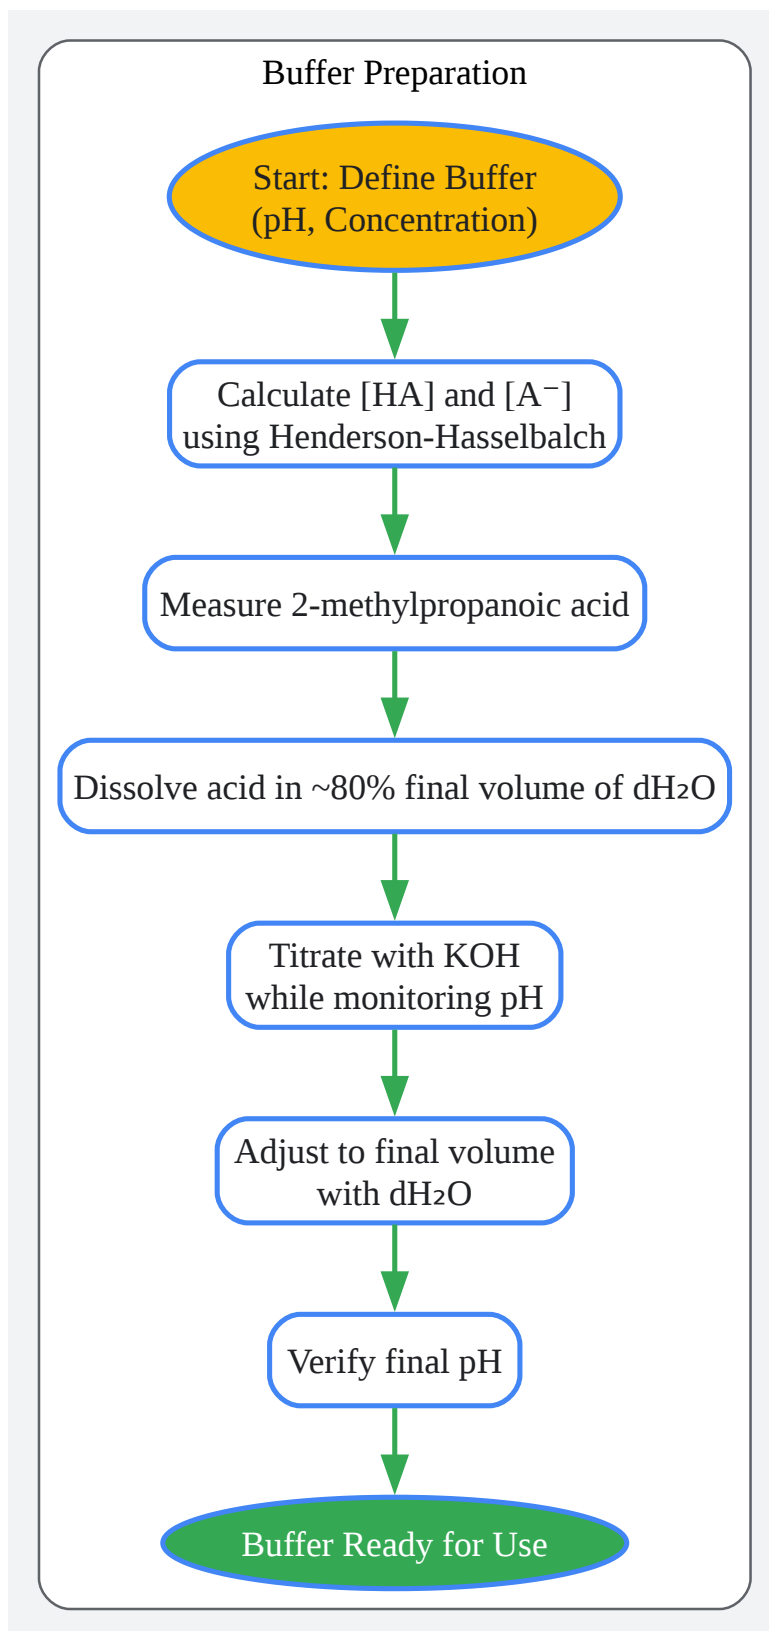 Buffer Preparation
Start: Define Buffer
(pH, Concentration)
Calculate [HA] and [A⁻]
using Henderson-Hasselbalch
Measure 2-methylpropanoic acid
Dissolve acid in ~80% final volume of dH₂O
Titrate with KOH
while monitoring pH
Adjust to final volume
with dH₂O
Verify final pH
Buffer Ready for Use